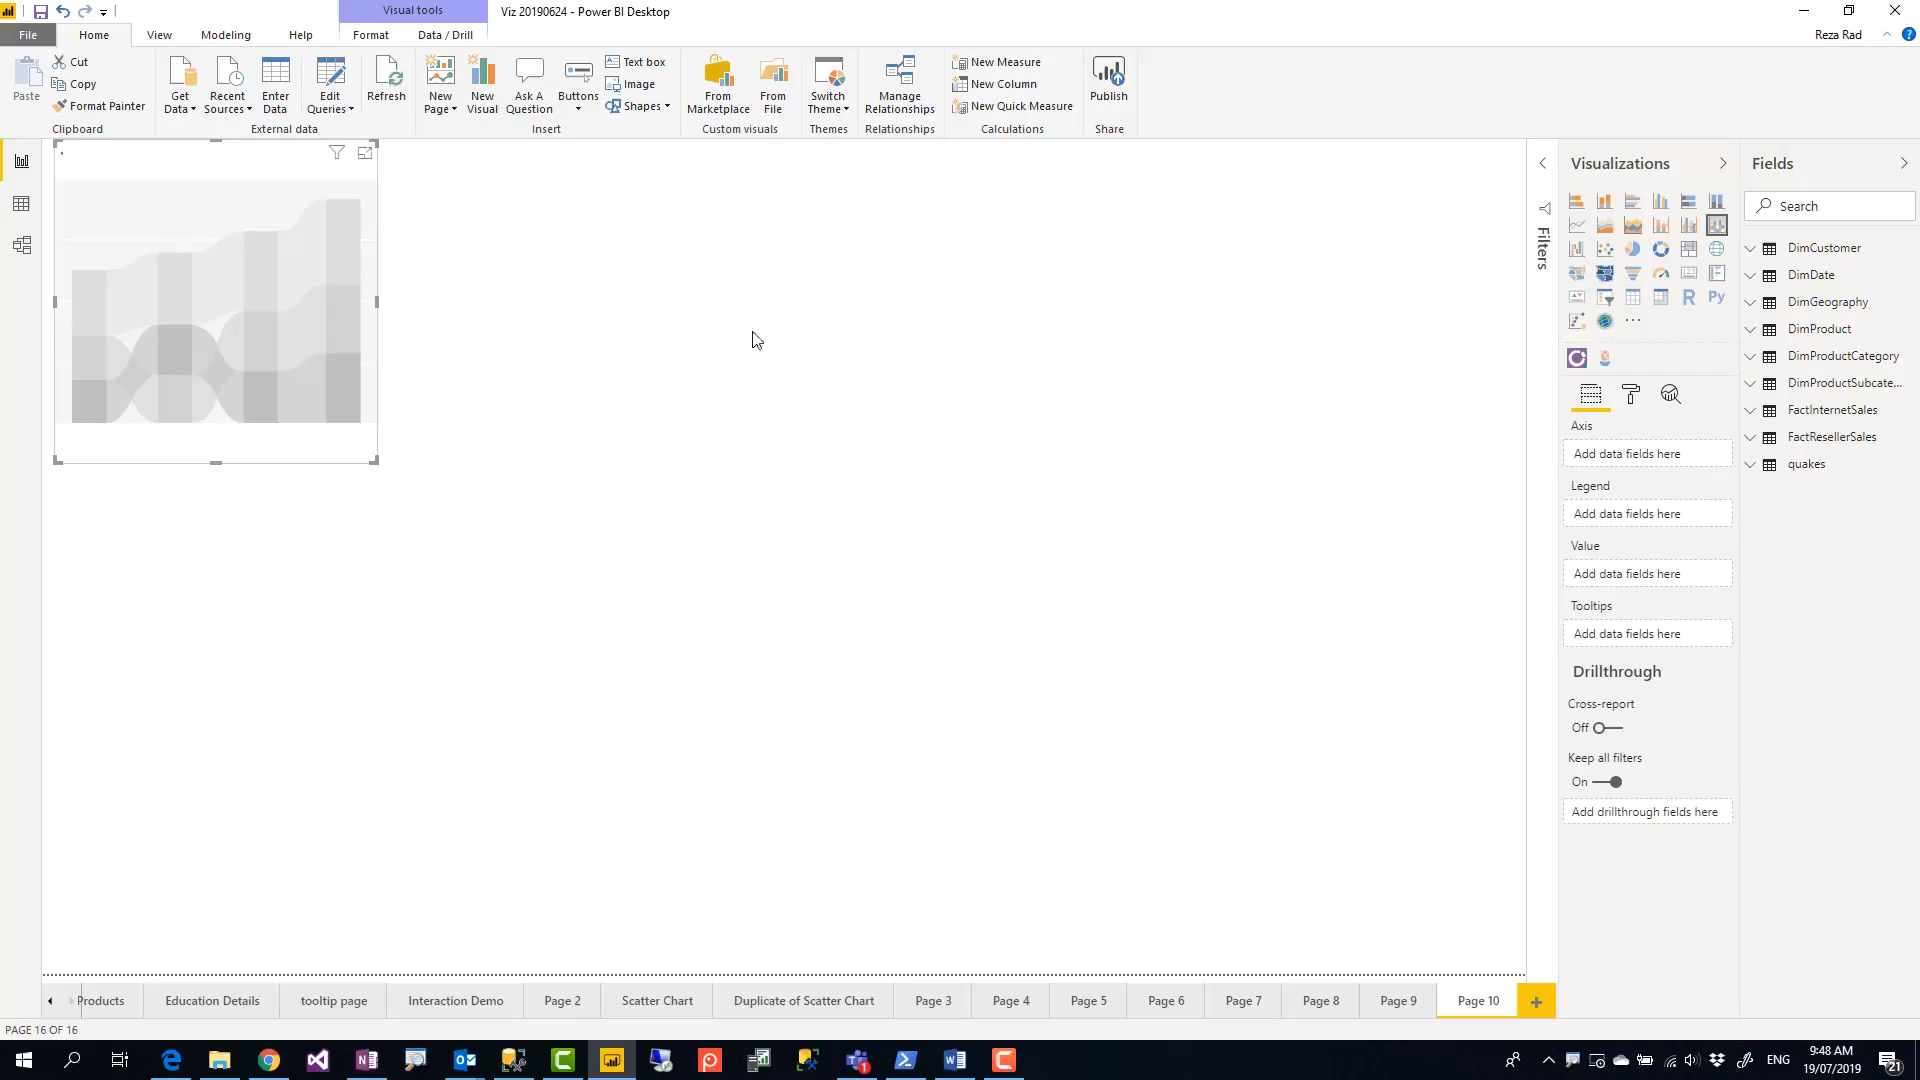 Visual tools
Viz 20190624 - Power BI Desktop
File
Home
View
Modeling
Help
Format
Data / Drill
Reza Rad
Paste
Cut
Copy
Format Painter
Clipboard
Get Data
Recent Sources
Enter Data
Edit Queries
Refresh
External data
New Page
New Visual
Ask A Question
Buttons
Text box
Image
Shapes
Insert
From Marketplace
From File
Custom visuals
Switch Theme
Themes
Manage Relationships
Relationships
New Measure
New Column
New Quick Measure
Calculations
Publish
Share
Filters
Visualizations
R
Py
Axis
Add data fields here
Legend
Add data fields here
Value
Add data fields here
Tooltips
Add data fields here
Drillthrough
Cross-report
Off
Keep all filters
On
Add drillthrough fields here
Fields
Search
DimCustomer
DimDate
DimGeography
DimProduct
DimProductCategory
DimProductSubcate...
FactInternetSales
FactResellerSales
quakes
Products
Education Details
tooltip page
Interaction Demo
Page 2
Scatter Chart
Duplicate of Scatter Chart
Page 3
Page 4
Page 5
Page 6
Page 7
Page 8
Page 9
Page 10
PAGE 16 OF 16
ENG
9:48 AM
19/07/2019
21